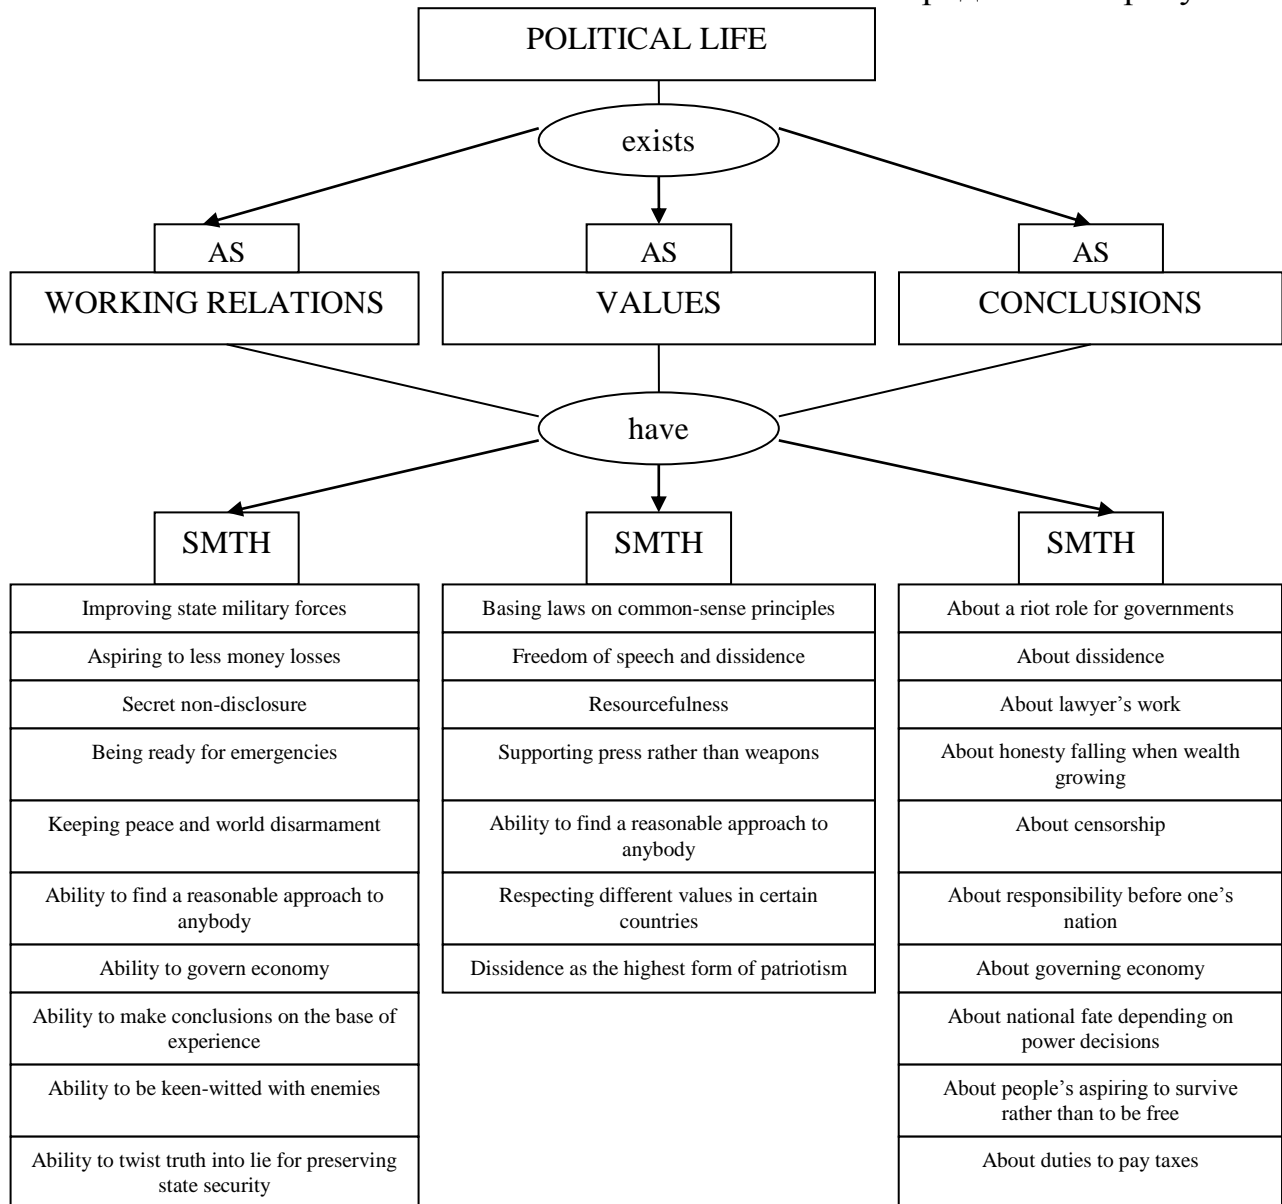 POLITICAL LIFE
exists
AS
AS
AS
WORKING RELATIONS
VALUES
CONCLUSIONS
have
SMTH
SMTH
SMTH
Improving state military forces
Aspiring to less money losses
Secret non-disclosure
Being ready for emergencies
Keeping peace and world disarmament
Ability to find a reasonable approach to
anybody
Ability to govern economy
Ability to make conclusions on the base of
experience
Ability to be keen-witted with enemies
Ability to twist truth into lie for preserving
state security
Basing laws on common-sense principles
Freedom of speech and dissidence
Resourcefulness
Supporting press rather than weapons
Ability to find a reasonable approach to
anybody
Respecting different values in certain
countries
Dissidence as the highest form of patriotism
About a riot role for governments
About dissidence
About lawyer's work
About honesty falling when wealth
growing
About censorship
About responsibility before one's
nation
About governing economy
About national fate depending on
power decisions
About people's aspiring to survive
rather than to be free
About duties to pay taxes